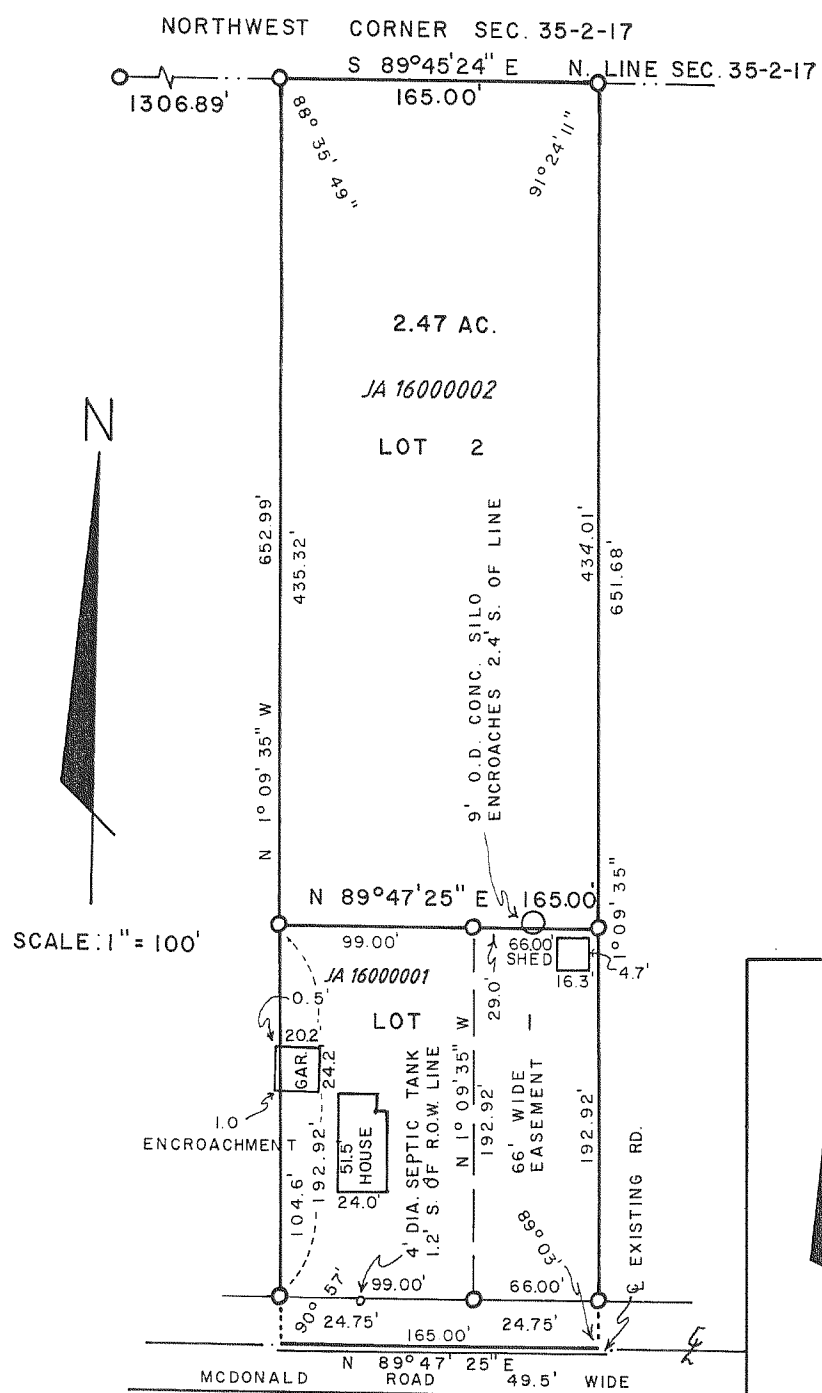 NORTHWEST CORNER SEC. 35-2-17
S 89°45'24" E N. LINE SEC. 35-2-17
1306.89'
165.00'
88° 35' 49"
91° 24' 11"
2.47 AC.
JA 16000002
LOT 2
N
652.99'
435.32'
434.01'
651.68'
9' O.D. CONC. SILO
ENCROACHES 2.4' S. OF LINE
N 1° 09' 35" W
N 89°47'25" E 165.00'
1° 09' 35"
SCALE: 1" = 100'
99.00'
66.00'
SHED
16.3'
4.7'
JA 16000001
29.0'
0.5'
LOT 1
20.2'
GAR.
24.2'
1.0
ENCROACHMENT
104.6'
192.92'
51.5'
HOUSE
24.0'
4' DIA. SEPTIC TANK
1.2' S. OF R.O.W. LINE
N 1° 09' 35" W
192.92'
66' WIDE
EASEMENT
192.92'
89° 03'
℄ EXISTING RD.
90° 57'
99.00'
66.00'
24.75'
24.75'
165.00'
℄
N 89° 47' 25" E
MCDONALD ROAD 49.5' WIDE